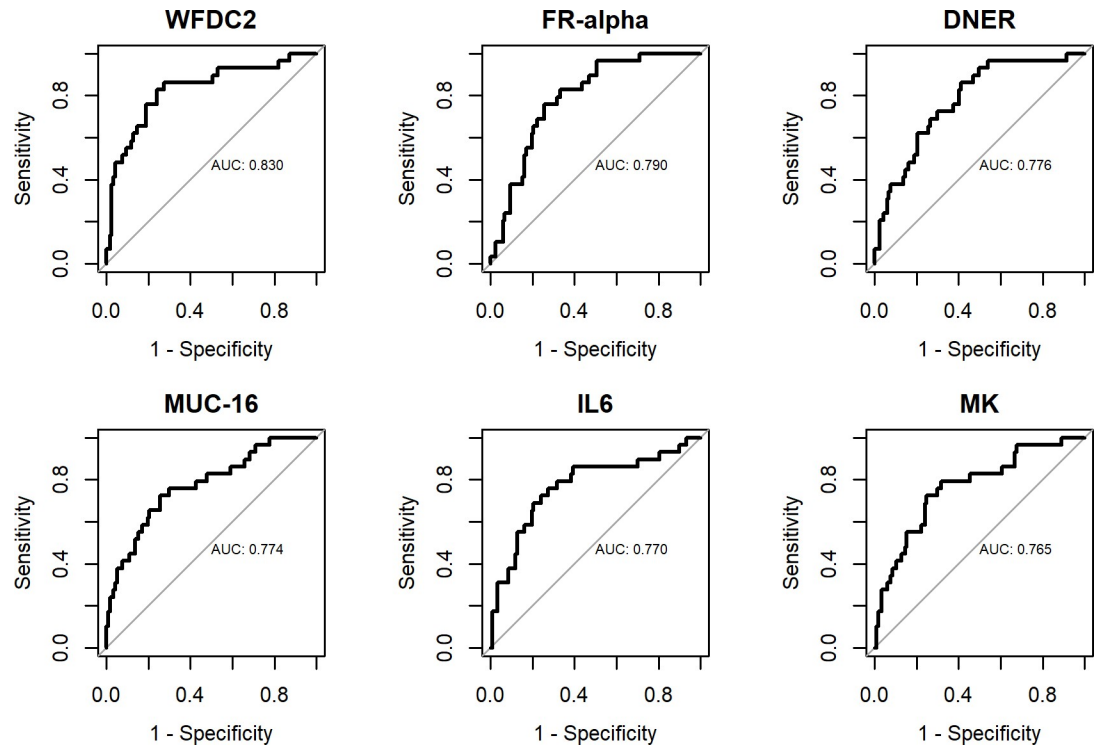 WFDC2
Sensitivity
0.0 0.4 0.8
AUC: 0.830
0.0 0.4 0.8
1 - Specificity
FR-alpha
Sensitivity
0.0 0.4 0.8
AUC: 0.790
0.0 0.4 0.8
1 - Specificity
DNER
Sensitivity
0.0 0.4 0.8
AUC: 0.776
0.0 0.4 0.8
1 - Specificity
MUC-16
Sensitivity
0.0 0.4 0.8
AUC: 0.774
0.0 0.4 0.8
1 - Specificity
IL6
Sensitivity
0.0 0.4 0.8
AUC: 0.770
0.0 0.4 0.8
1 - Specificity
MK
Sensitivity
0.0 0.4 0.8
AUC: 0.765
0.0 0.4 0.8
1 - Specificity